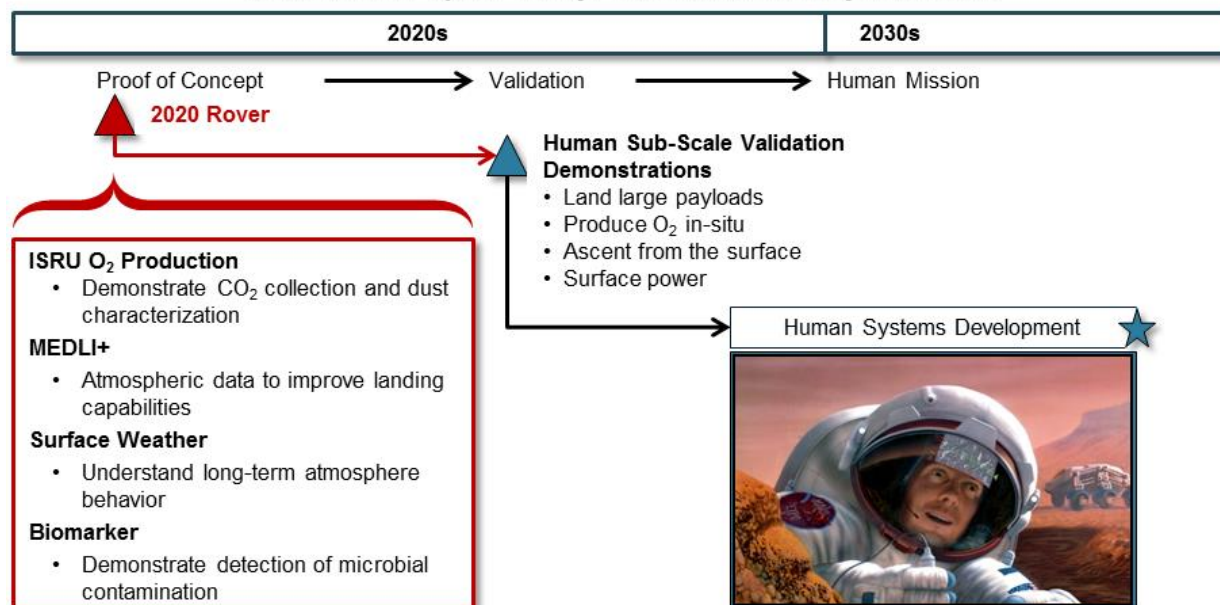 2020s
2030s
Proof of Concept
Validation
Human Mission
2020 Rover
Human Sub-Scale Validation
Demonstrations
• Land large payloads
• Produce O₂ in-situ
• Ascent from the surface
• Surface power
ISRU O₂ Production
• Demonstrate CO₂ collection and dust
characterization
MEDLI+
• Atmospheric data to improve landing
capabilities
Surface Weather
• Understand long-term atmosphere
behavior
Biomarker
• Demonstrate detection of microbial
contamination
Human Systems Development